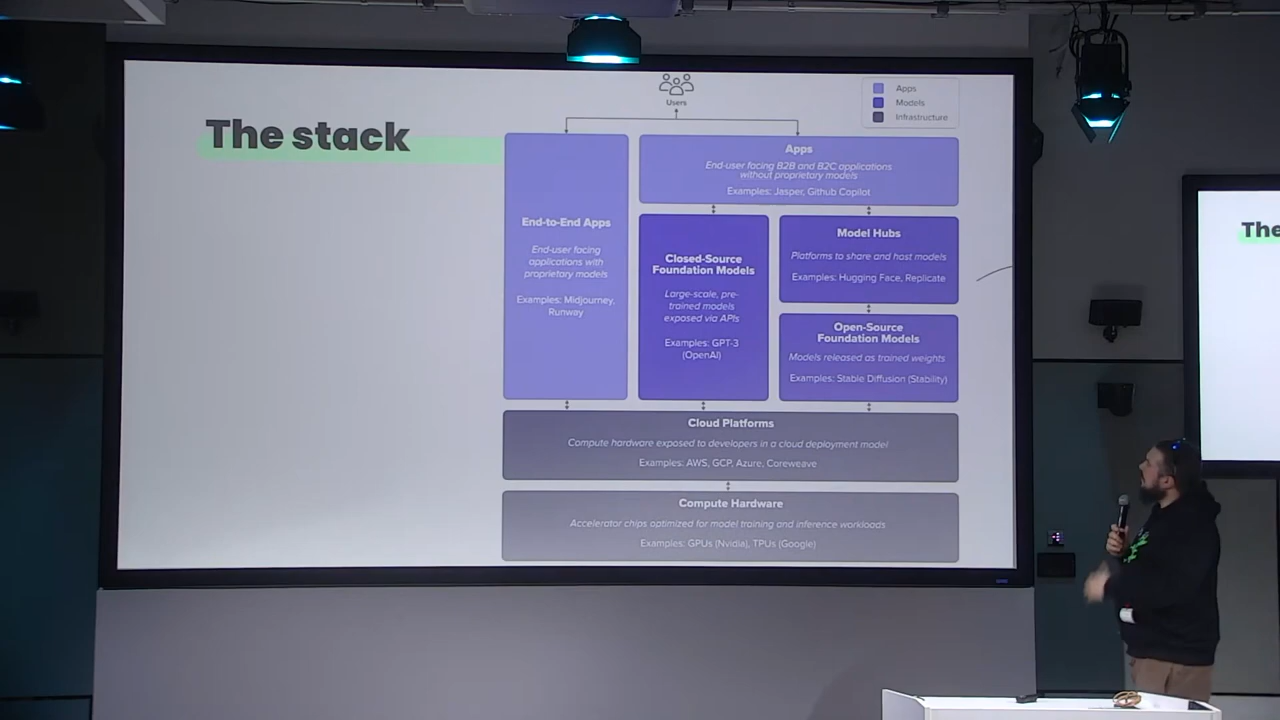 The stack
Users
Apps
Models
Infrastructure
End-to-End Apps
End-user facing
applications with
proprietary models
Examples: Midjourney,
Runway
Apps
End-user facing B2B and B2C applications
without proprietary models
Examples: Jasper, Github Copilot
Closed-Source
Foundation Models
Large-scale, pre-
trained models
exposed via APIs
Examples: GPT-3
(OpenAI)
Model Hubs
Platforms to share and host models
Examples: Hugging Face, Replicate
Open-Source
Foundation Models
Models released as trained weights
Examples: Stable Diffusion (Stability)
Cloud Platforms
Compute hardware exposed to developers in a cloud deployment model
Examples: AWS, GCP, Azure, Coreweave
Compute Hardware
Accelerator chips optimized for model training and inference workloads
Examples: GPUs (Nvidia), TPUs (Google)
The